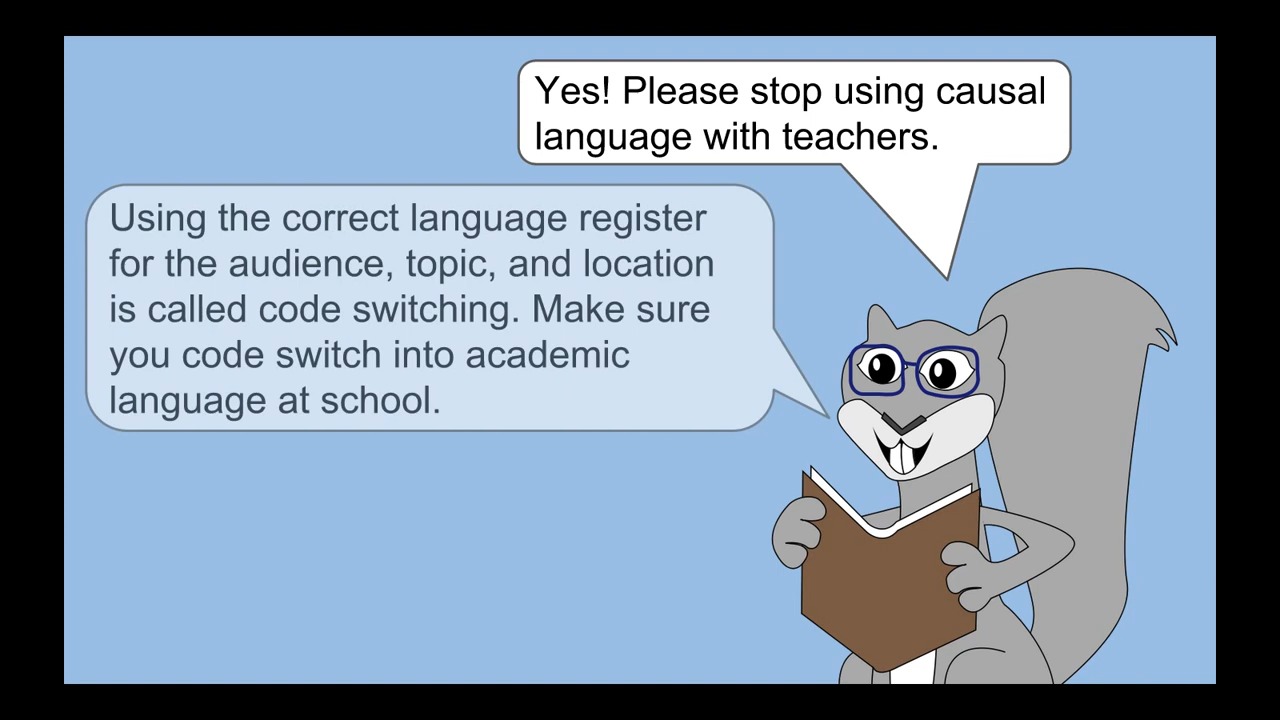 Yes! Please stop using causal
language with teachers.
Using the correct language register
for the audience, topic, and location
is called code switching. Make sure
you code switch into academic
language at school.